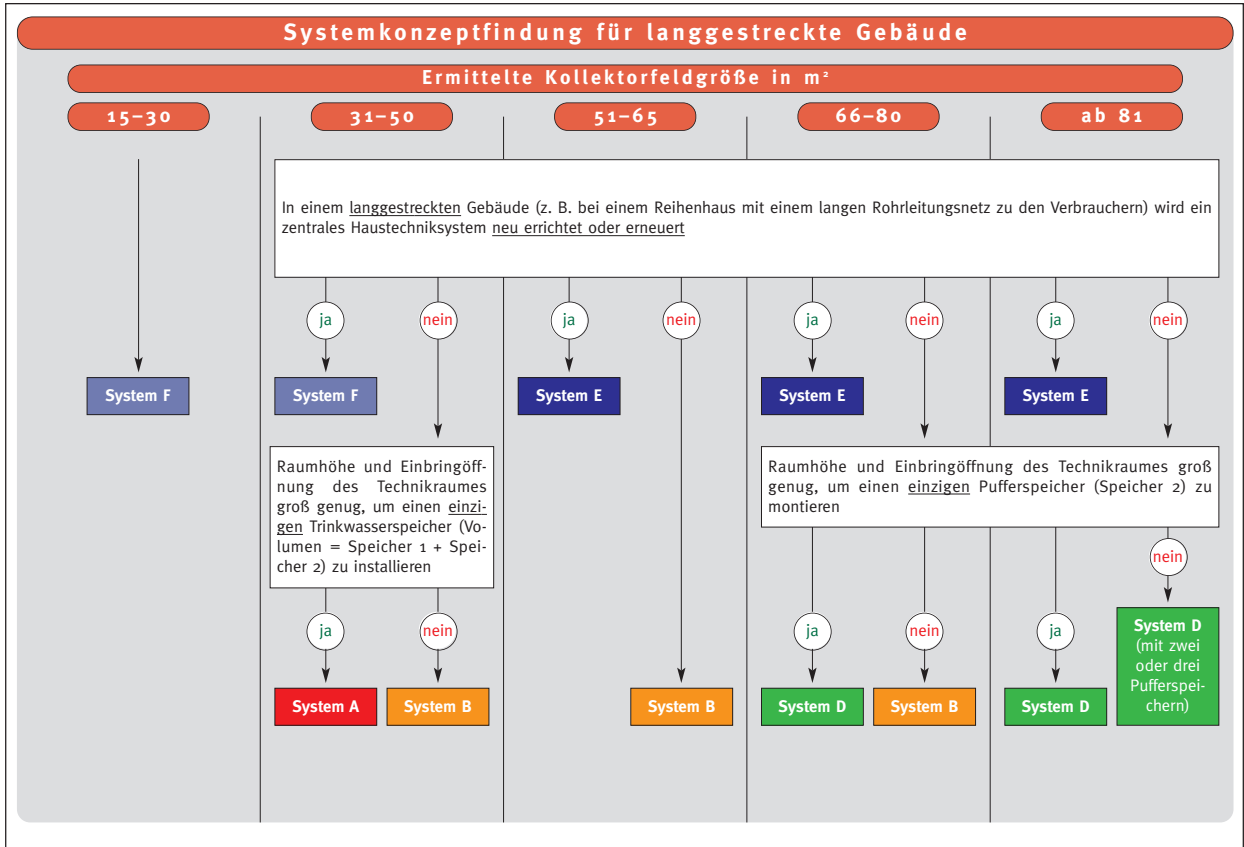 Systemkonzeptfindung für langgestreckte Gebäude
Ermittelte Kollektorfeldgröße in m²
15–30
31–50
51–65
66–80
ab 81
In einem langgestreckten Gebäude (z. B. bei einem Reihenhaus mit einem langen Rohrleitungsnetz zu den Verbrauchern) wird ein
zentrales Haustechniksystem neu errichtet oder erneuert
ja
nein
ja
nein
ja
nein
ja
nein
System F
System F
System E
System E
System E
Raumhöhe und Einbringöff-
nung des Technikraumes
groß genug, um einen einzi-
gen Trinkwasserspeicher (Vo-
lumen = Speicher 1 + Spei-
cher 2) zu installieren
Raumhöhe und Einbringöffnung des Technikraumes groß
genug, um einen einzigen Pufferspeicher (Speicher 2) zu
montieren
nein
ja
nein
ja
nein
ja
System D
(mit zwei
oder drei
Pufferspei-
chern)
System A
System B
System B
System D
System B
System D